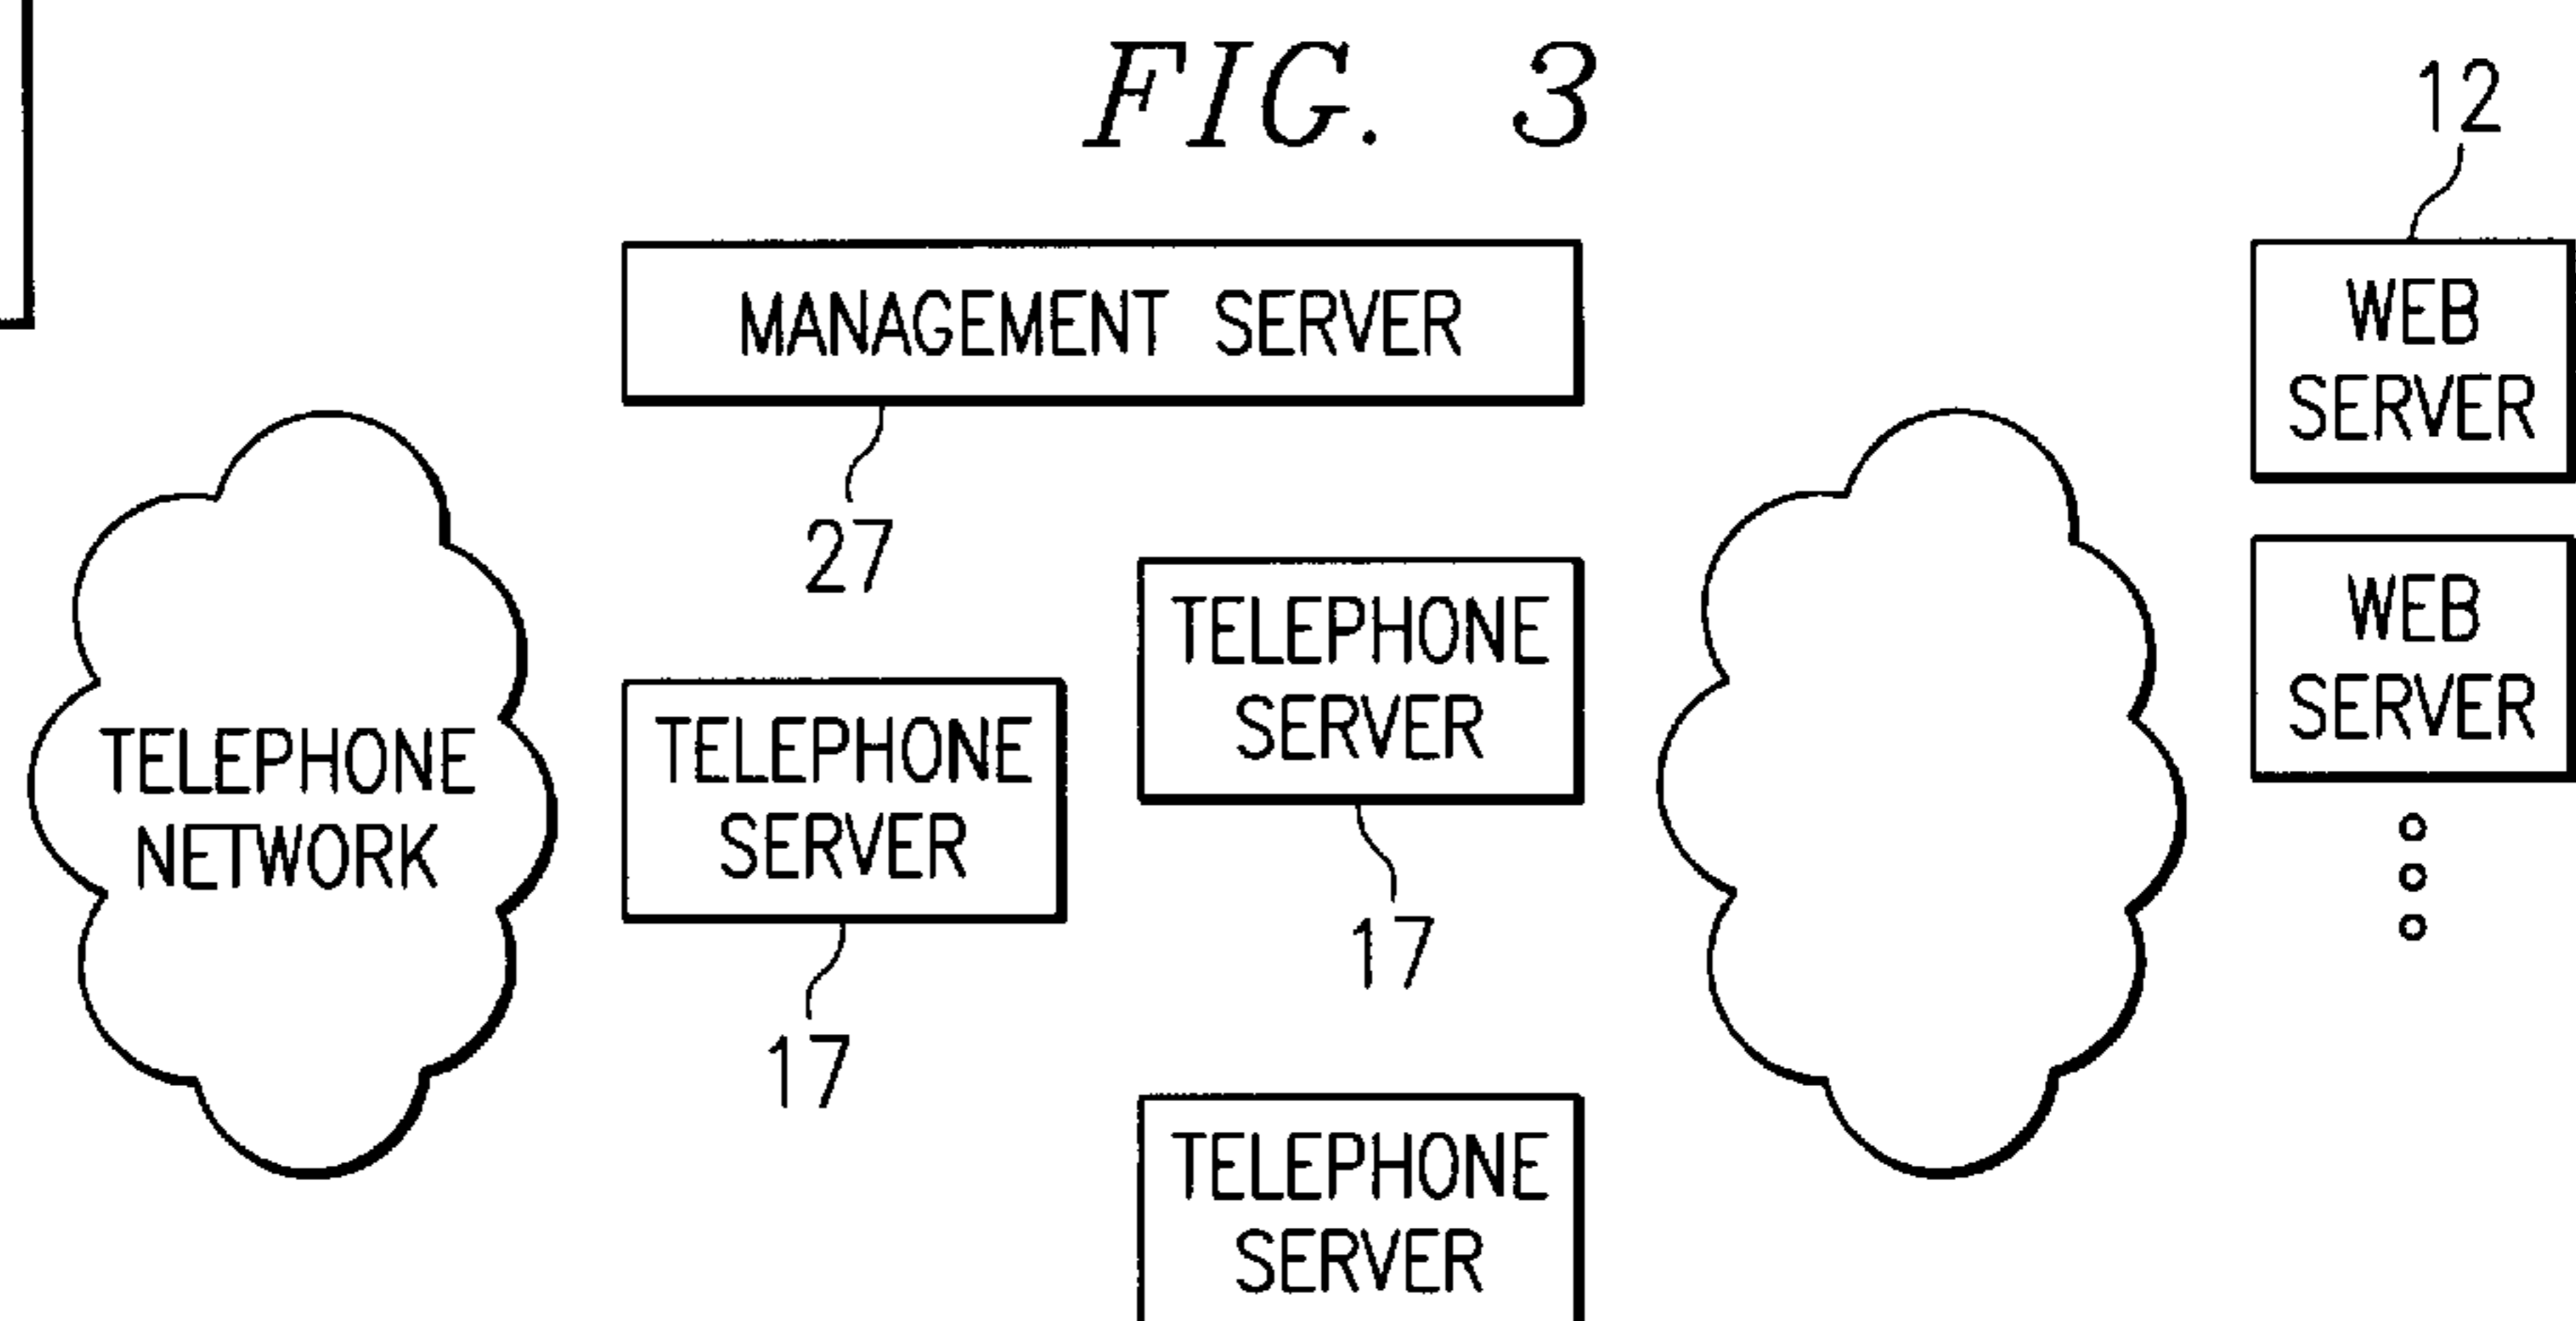 FIG. 3
12
MANAGEMENT SERVER
WEB
SERVER
27
WEB
SERVER
TELEPHONE
SERVER
TELEPHONE
NETWORK
TELEPHONE
SERVER
17
17
TELEPHONE
SERVER